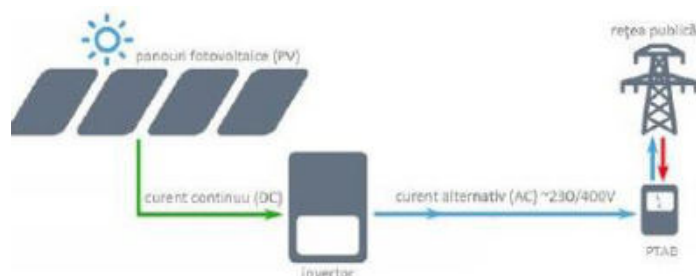 rețea publică
panouri fotovoltaice (PV)
curent continuu (DC)
curent alternativ (AC) ~230/400V
invertor
PTAB